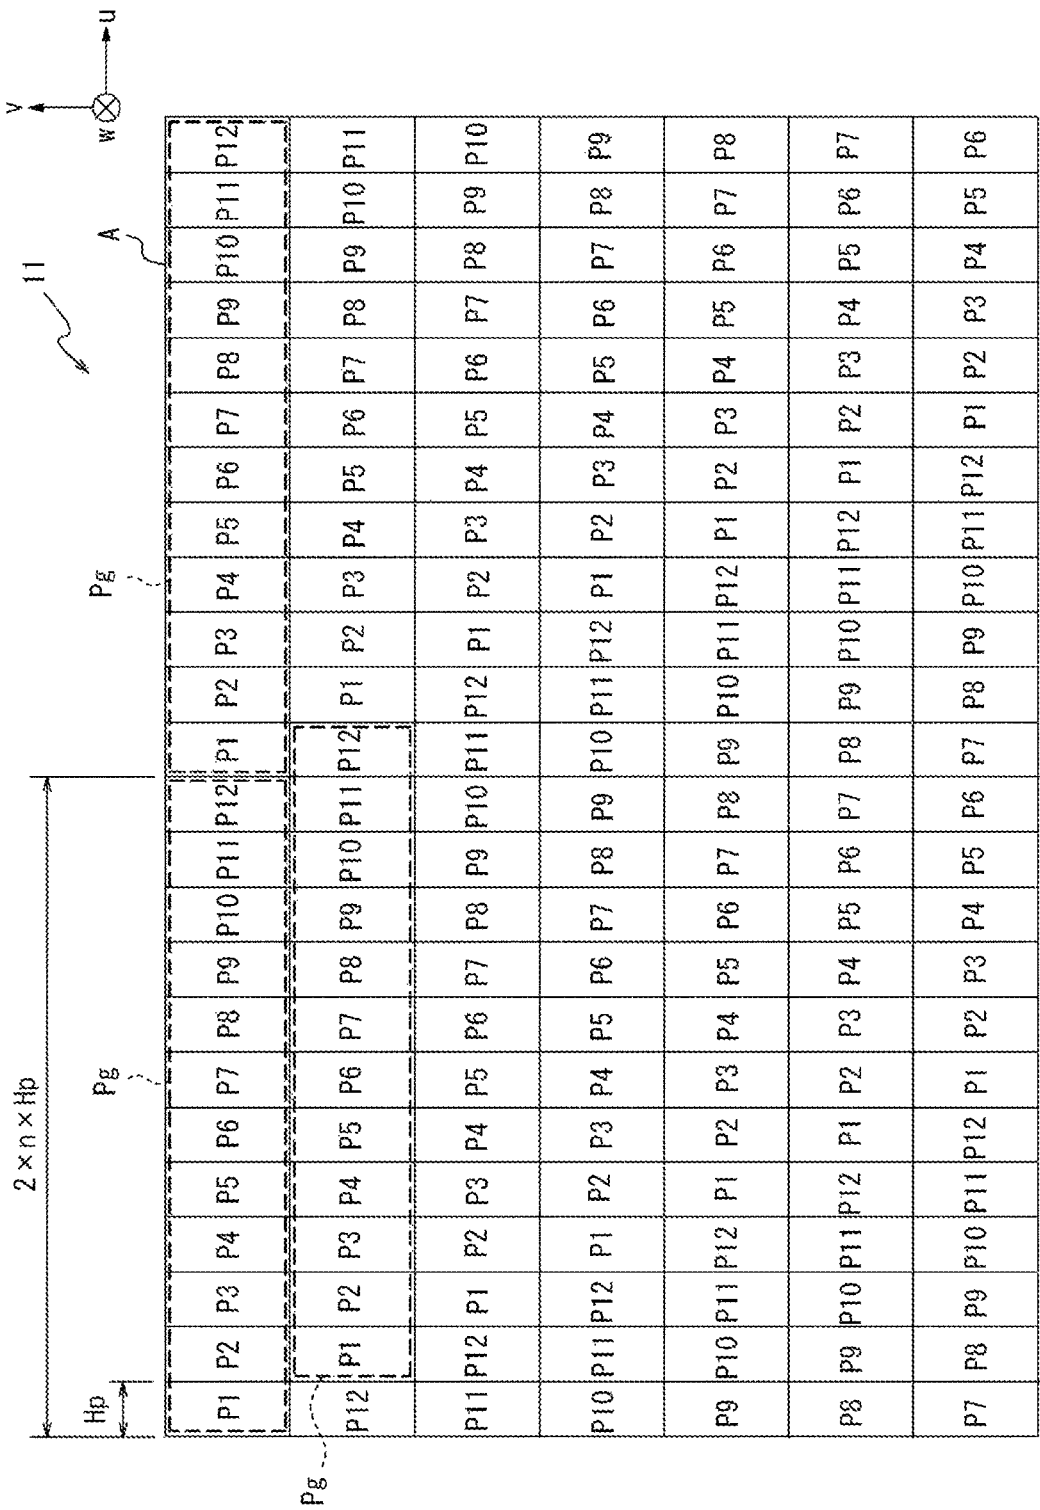 2×n×Hp
11
v
u
w
Hp
Pg
Pg
A
P1 P2 P3 P4 P5 P6 P7 P8 P9 P10 P11 P12 P1 P2 P3 P4 P5 P6 P7 P8 P9 P10 P11 P12
Pg
P12 P1 P2 P3 P4 P5 P6 P7 P8 P9 P10 P11 P12 P1 P2 P3 P4 P5 P6 P7 P8 P9 P10 P11
P11 P12 P1 P2 P3 P4 P5 P6 P7 P8 P9 P10 P11 P12 P1 P2 P3 P4 P5 P6 P7 P8 P9 P10
P10 P11 P12 P1 P2 P3 P4 P5 P6 P7 P8 P9 P10 P11 P12 P1 P2 P3 P4 P5 P6 P7 P8 P9
P9 P10 P11 P12 P1 P2 P3 P4 P5 P6 P7 P8 P9 P10 P11 P12 P1 P2 P3 P4 P5 P6 P7 P8
P8 P9 P10 P11 P12 P1 P2 P3 P4 P5 P6 P7 P8 P9 P10 P11 P12 P1 P2 P3 P4 P5 P6 P7
P7 P8 P9 P10 P11 P12 P1 P2 P3 P4 P5 P6 P7 P8 P9 P10 P11 P12 P1 P2 P3 P4 P5 P6